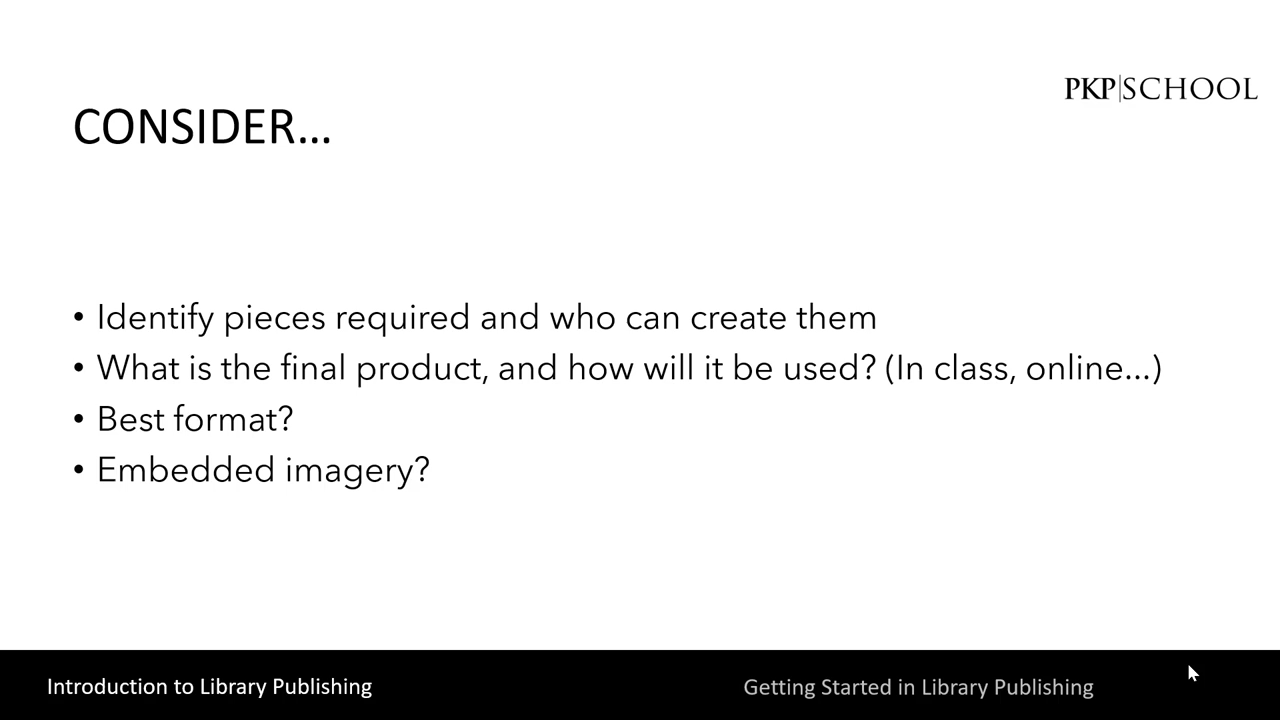 PKP|SCHOOL
CONSIDER...
• Identify pieces required and who can create them
• What is the final product, and how will it be used? (In class, online...)
• Best format?
• Embedded imagery?
Introduction to Library Publishing
Getting Started in Library Publishing